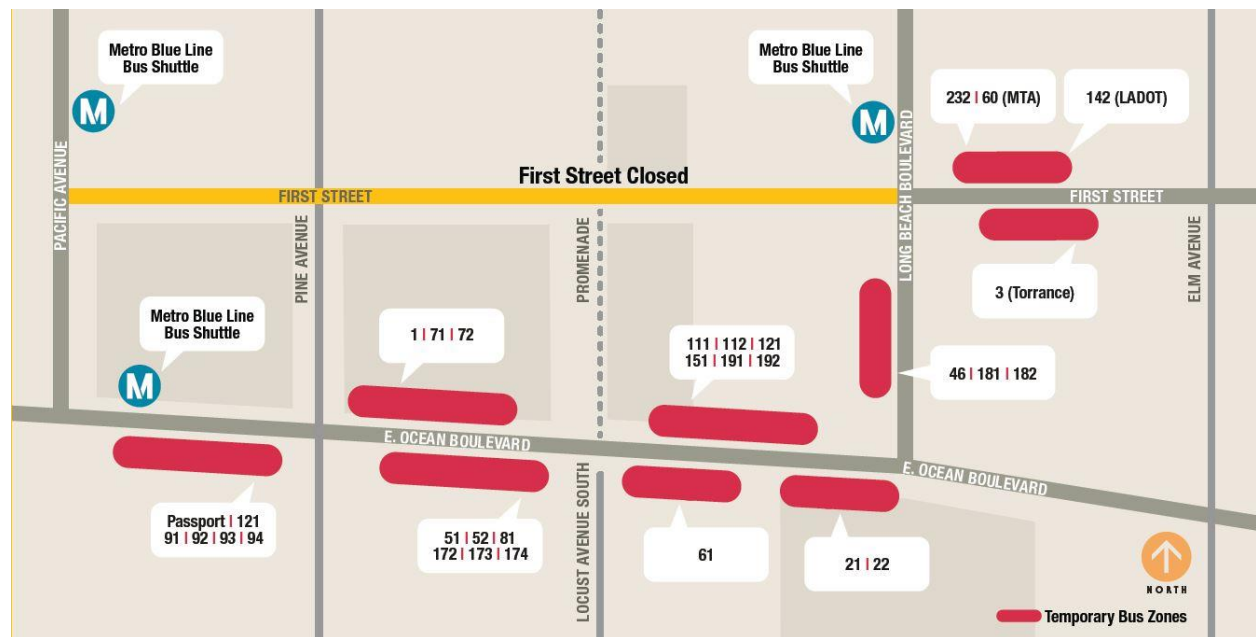 Metro Blue Line
Bus Shuttle
M
Metro Blue Line
Bus Shuttle
M
232 | 60 (MTA)
142 (LADOT)
PACIFIC AVENUE
First Street Closed
FIRST STREET
FIRST STREET
PINE AVENUE
PROMENADE
LONG BEACH BOULEVARD
ELM AVENUE
3 (Torrance)
Metro Blue Line
Bus Shuttle
M
1 | 71 | 72
111 | 112 | 121
151 | 191 | 192
46 | 181 | 182
E. OCEAN BOULEVARD
E. OCEAN BOULEVARD
LOCUST AVENUE SOUTH
Passport | 121
91 | 92 | 93 | 94
51 | 52 | 81
172 | 173 | 174
61
21 | 22
NORTH
Temporary Bus Zones